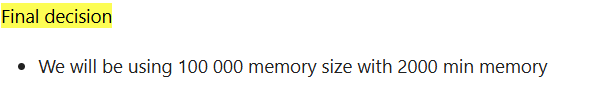 Final decision
• We will be using 100 000 memory size with 2000 min memory